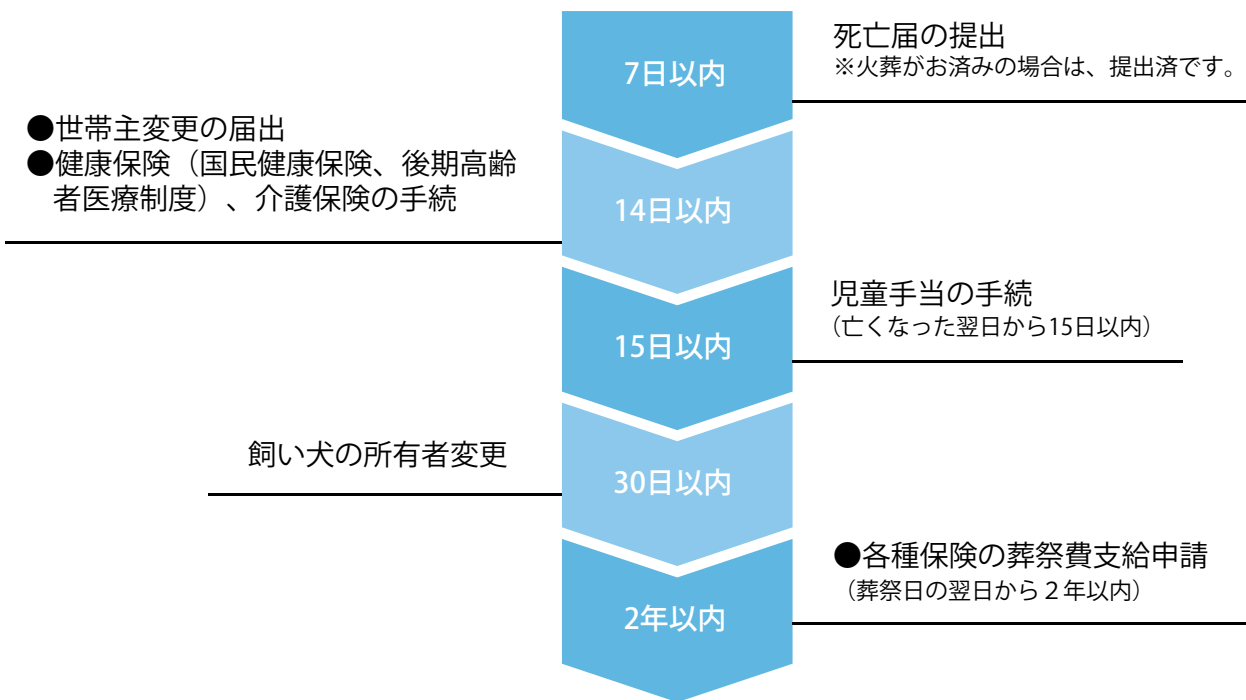 7日以内
死亡届の提出
※火葬がお済みの場合は、提出済です。
●世帯主変更の届出
●健康保険（国民健康保険、後期高齢
者医療制度）、介護保険の手続
14日以内
15日以内
児童手当の手続
（亡くなった翌日から15日以内）
飼い犬の所有者変更
30日以内
2年以内
●各種保険の葬祭費支給申請
（葬祭日の翌日から２年以内）